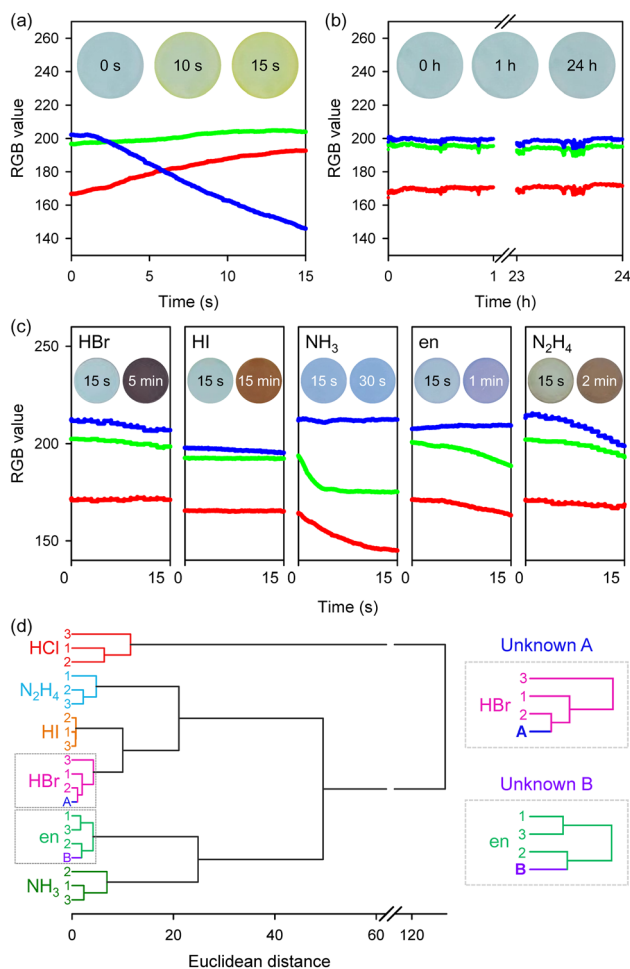 (a)
260
240
220
200
180
160
140
RGB value
0 s
10 s
15 s
0
5
10
15
Time (s)
(b)
260
240
220
200
180
160
140
RGB value
0 h
1 h
24 h
0
1
23
24
Time (h)
(c)
260
200
150
RGB value
HBr
15 s
5 min
0
15
HI
15 s
15 min
0
15
NH₃
15 s
30 s
0
15
en
15 s
1 min
0
15
N₂H₄
15 s
2 min
0
15
Time (s)
(d)
HCl
3
1
2
N₂H₄
1
2
3
HI
2
1
3
HBr
3
1
2
A
en
1
3
2
B
NH₃
2
1
3
0
20
40
60
120
Euclidean distance
Unknown A
HBr
3
1
2
A
Unknown B
en
1
3
2
B